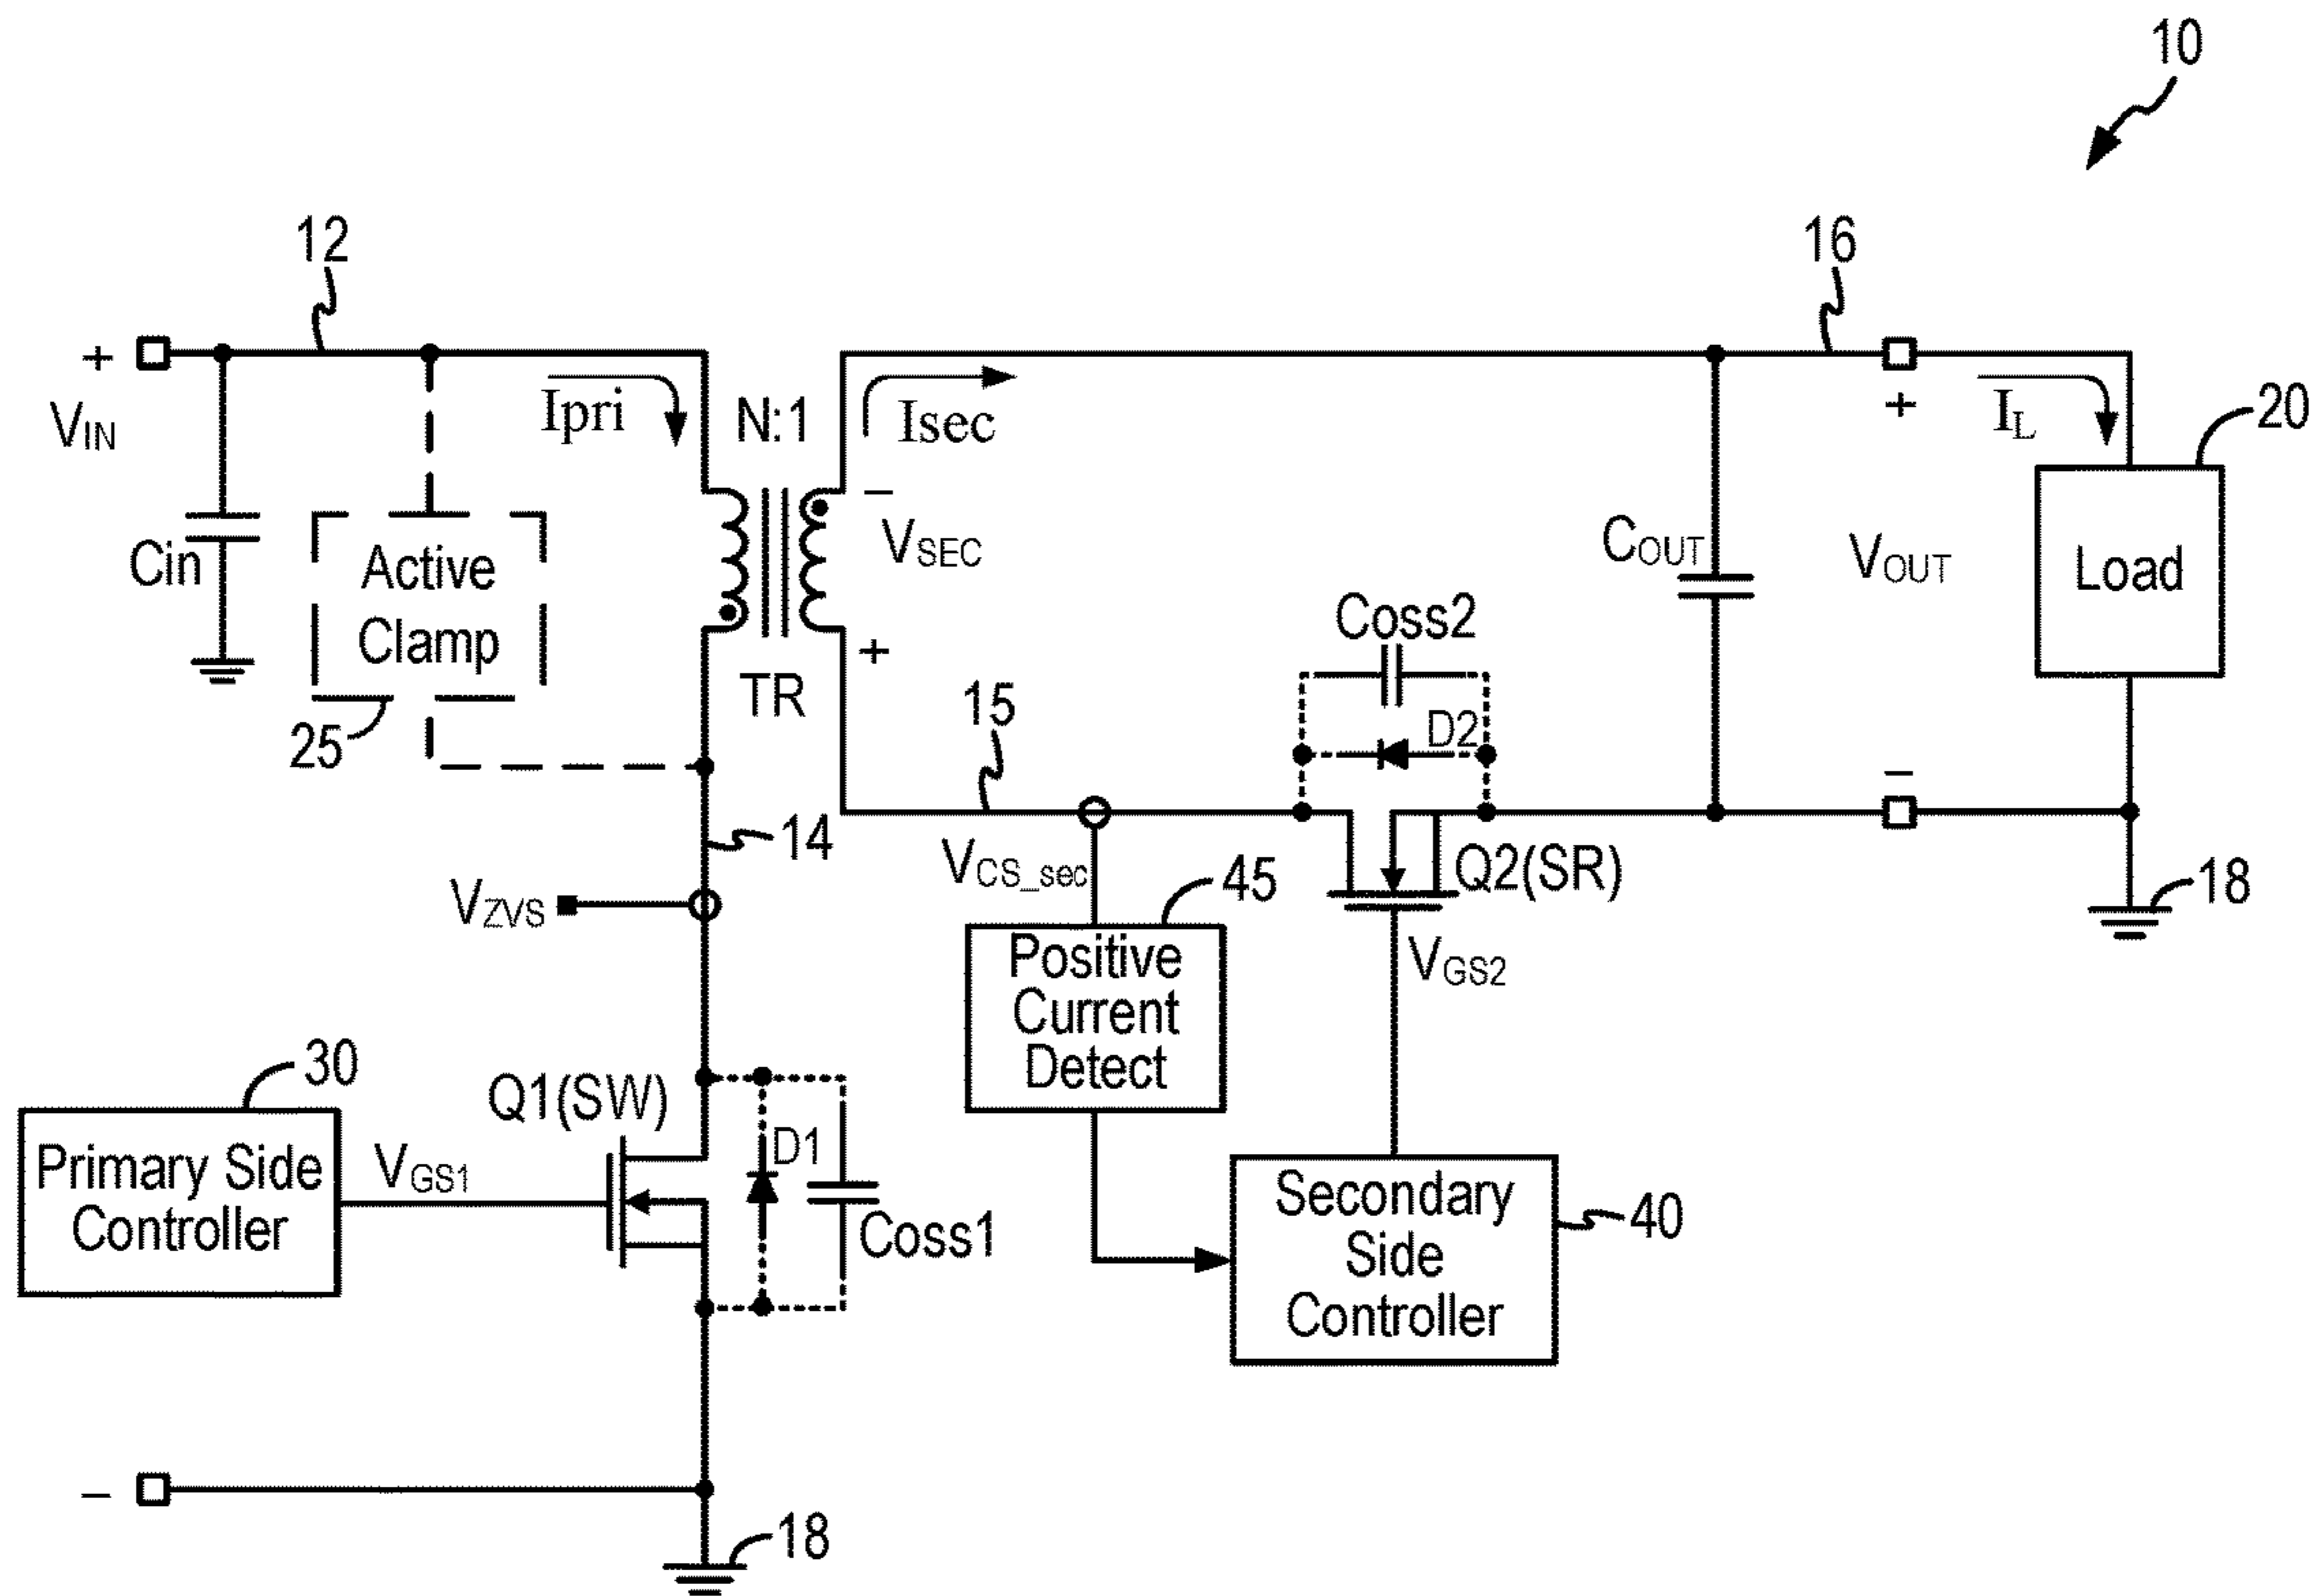 10
12
16
+
VIN
Ipri
N:1
Isec
+
IL
20
–
VSEC
Cin
Active
Clamp
COUT
VOUT
Load
+
Coss2
TR
25
15
D2
–
14
VCS_sec
45
Q2(SR)
18
VZVS
Positive
Current
Detect
VGS2
30
Q1(SW)
D1
Primary Side
Controller
VGS1
Coss1
Secondary
Side
Controller
40
–
18